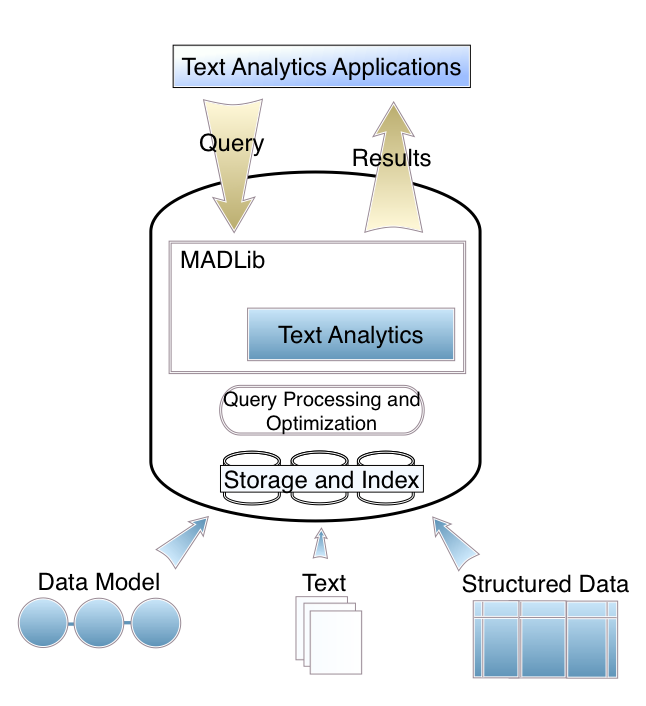 Text Analytics Applications
Query
Results
MADLib
Text Analytics
Query Processing and
Optimization
Storage and Index
Data Model
Text
Structured Data